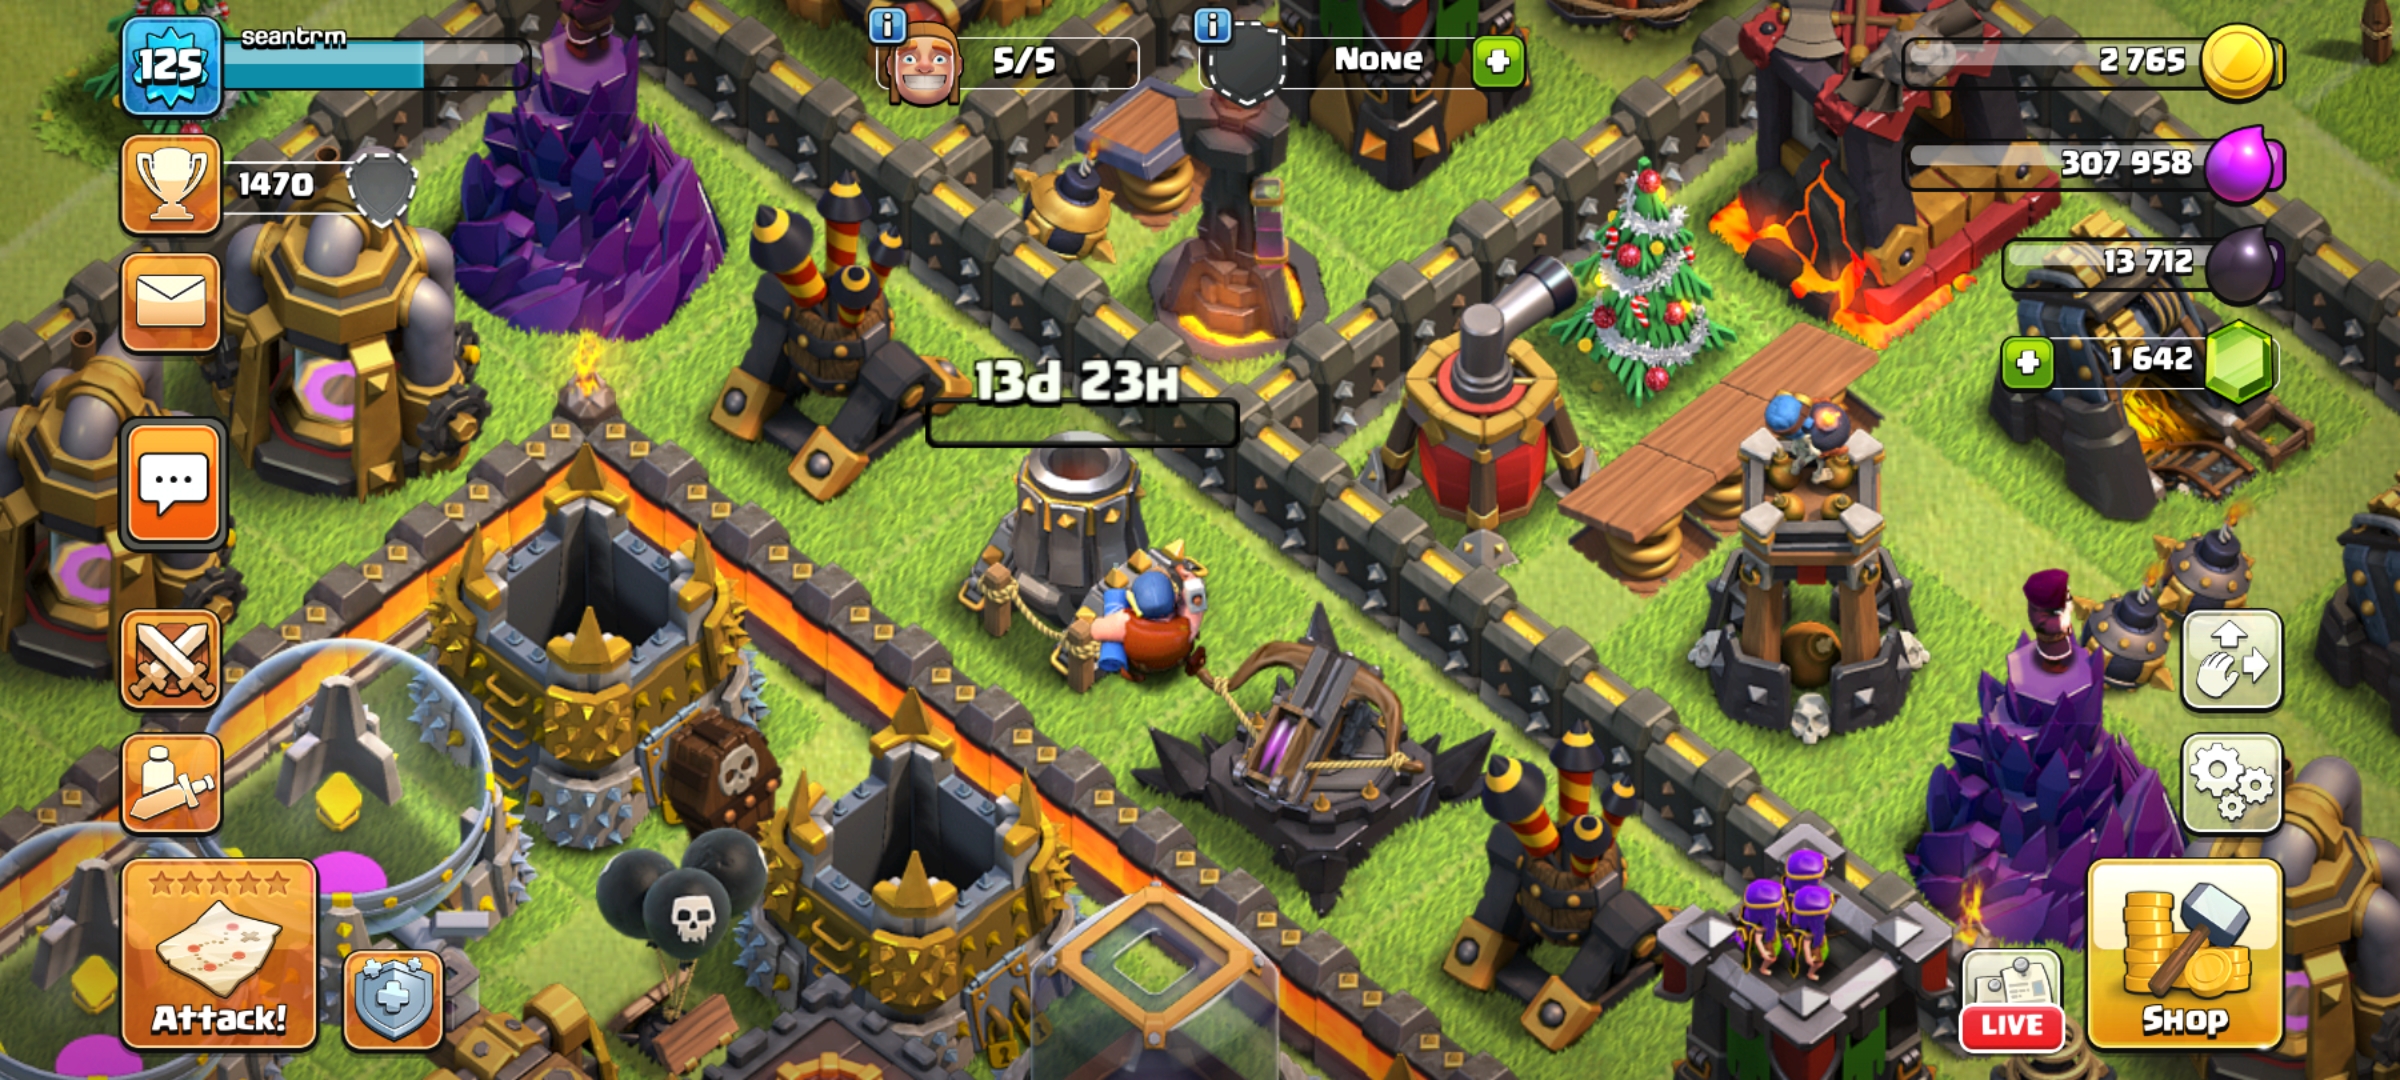 125
seantrm
5/5
None
2 765
1470
307 958
13 712
1 642
13d 23H
Attack!
LIVE
Shop